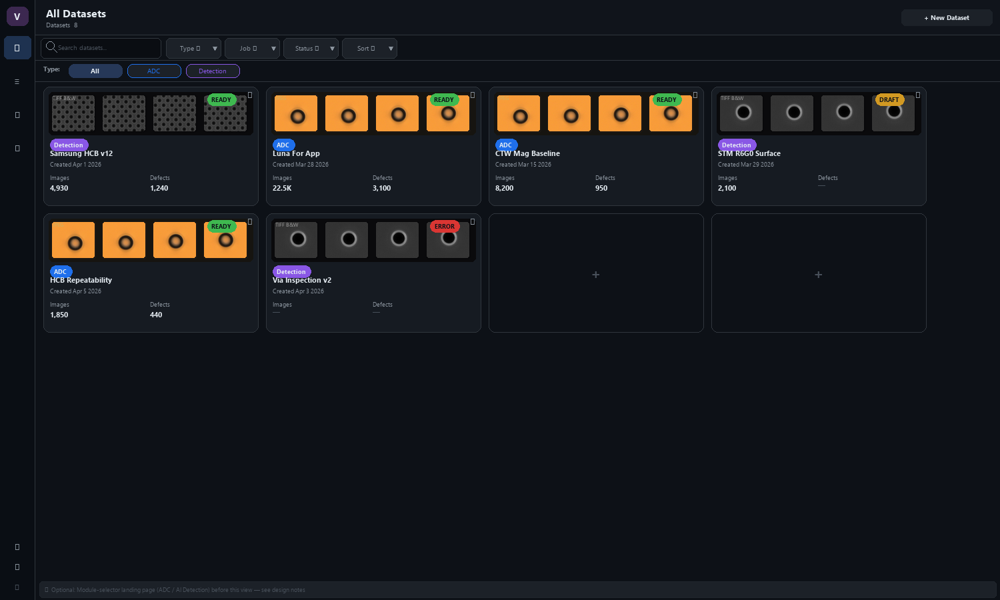 V
All Datasets
Datasets 8
+ New Dataset
Search datasets...
Type
Job
Status
Sort
Type:
All
ADC
Detection
TIFF B&W
READY
Detection
Samsung HCB v12
Created Apr 1 2026
Images
Defects
4,930
1,240
READY
ADC
Luna For App
Created Mar 28 2026
Images
Defects
22.5K
3,100
READY
ADC
CTW Mag Baseline
Created Mar 15 2026
Images
Defects
8,200
950
TIFF B&W
DRAFT
Detection
STM R6G0 Surface
Created Mar 29 2026
Images
Defects
2,100
—
READY
ADC
HCB Repeatability
Created Apr 5 2026
Images
Defects
1,850
440
TIFF B&W
ERROR
Detection
Via Inspection v2
Created Apr 3 2026
Images
Defects
—
—
+
+
Optional: Module-selector landing page (ADC / AI Detection) before this view — see design notes